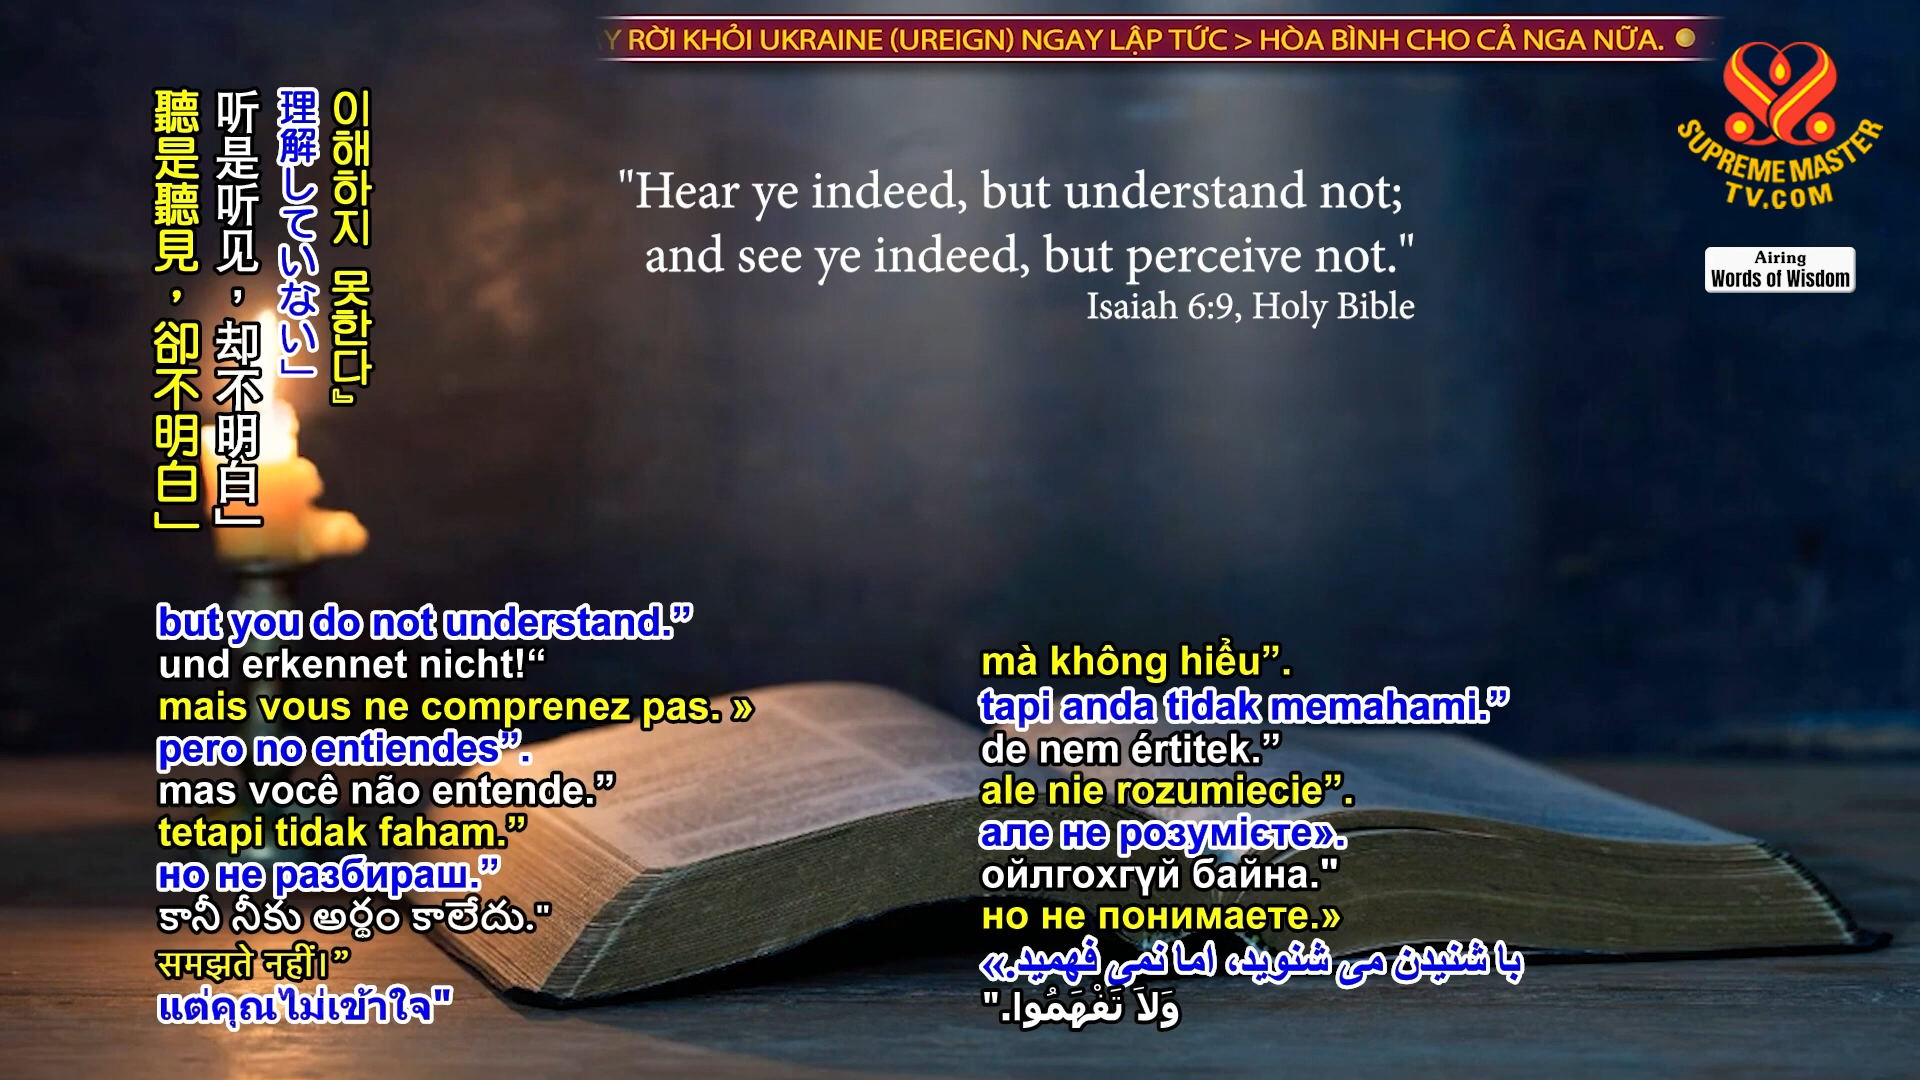 RỜI KHỎI UKRAINE (UREIGN) NGAY LẬP TỨC > HÒA BÌNH CHO CẢ NGA NỮA.
SUPREME MASTER
TV.COM
Airing
Words of Wisdom
"Hear ye indeed, but understand not;
and see ye indeed, but perceive not."
Isaiah 6:9, Holy Bible
이해하지 못한다』
理解していない」
听是听见，却不明白」
聽是聽見，卻不明白」
but you do not understand.”
und erkennet nicht!“
mais vous ne comprenez pas. »
pero no entiendes”.
mas você não entende.”
tetapi tidak faham.”
но не разбираш.”
కానీ నీకు అర్థం కాలేదు."
समझते नहीं।”
แต่คุณไม่เข้าใจ"
mà không hiểu”.
tapi anda tidak memahami.”
de nem értitek.”
ale nie rozumiecie”.
але не розумієте».
ойлгохгүй байна."
но не понимаете.»
با شنیدن می شنوید، اما نمی فهمید.»
وَلاَ تَفْهَمُوا."